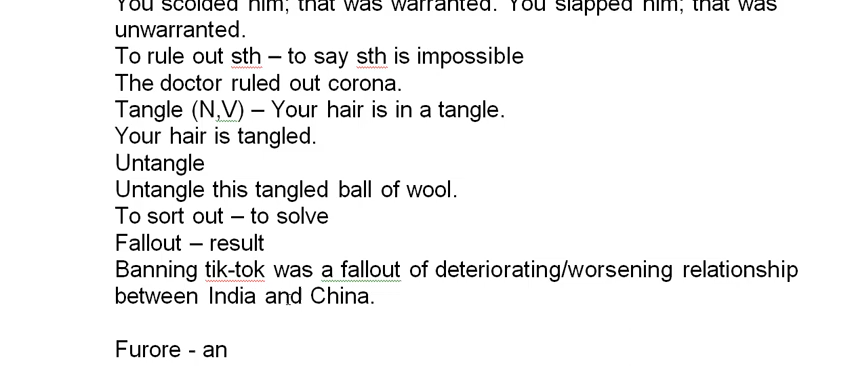 You scolded him; that was warranted. You slapped him; that was
unwarranted.
To rule out sth – to say sth is impossible
The doctor ruled out corona.
Tangle (N,V) – Your hair is in a tangle.
Your hair is tangled.
Untangle
Untangle this tangled ball of wool.
To sort out – to solve
Fallout – result
Banning tik-tok was a fallout of deteriorating/worsening relationship
between India and China.
Furore - an